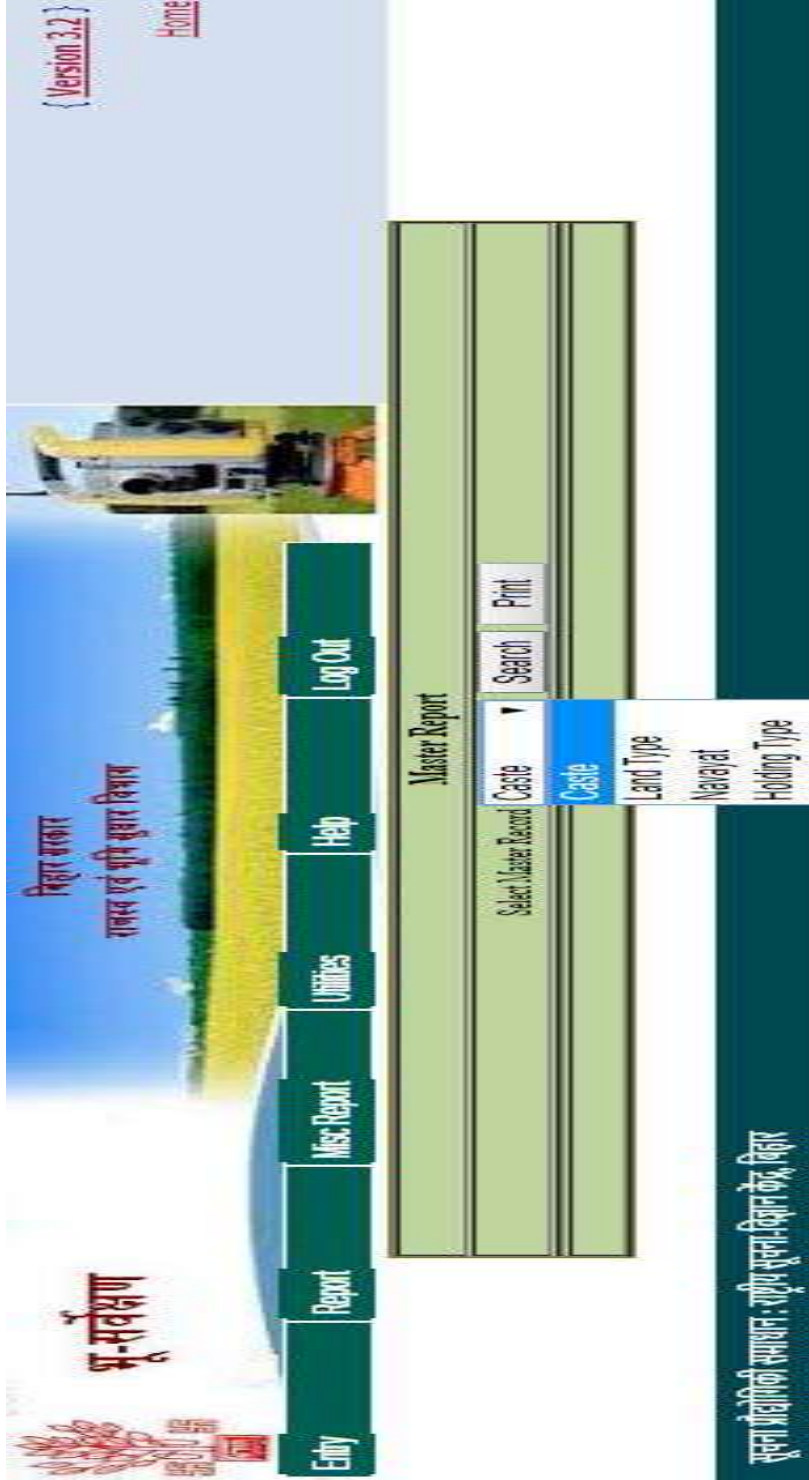 { Version 3.2 }
Home
भू-सर्वेक्षण
बिहार सरकार
राजस्व एवं भूमि सुधार विभाग
Entry
Report
Misc Report
Utilities
Help
Log Out
Master Report
Select Master Record Caste Search Print
Caste
Land Type
Navayat
Holding Type
सूचना प्रौद्योगिकी समाधान : राष्ट्रीय सूचना-विज्ञान केंद्र, बिहार